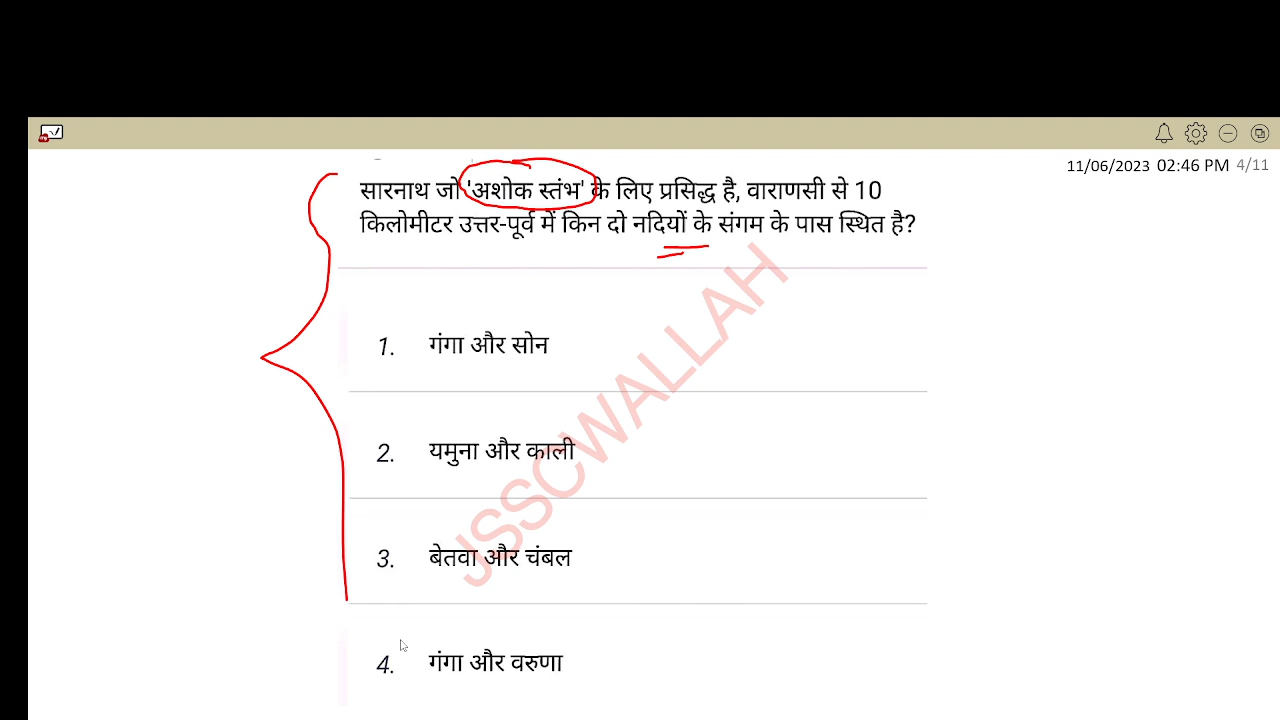 11/06/2023 02:46 PM 4/11
सारनाथ जो 'अशोक स्तंभ' के लिए प्रसिद्ध है, वाराणसी से 10
किलोमीटर उत्तर-पूर्व में किन दो नदियों के संगम के पास स्थित है?
1. गंगा और सोन
2. यमुना और काली
3. बेतवा और चंबल
4. गंगा और वरुणा
JSSCWALLAH